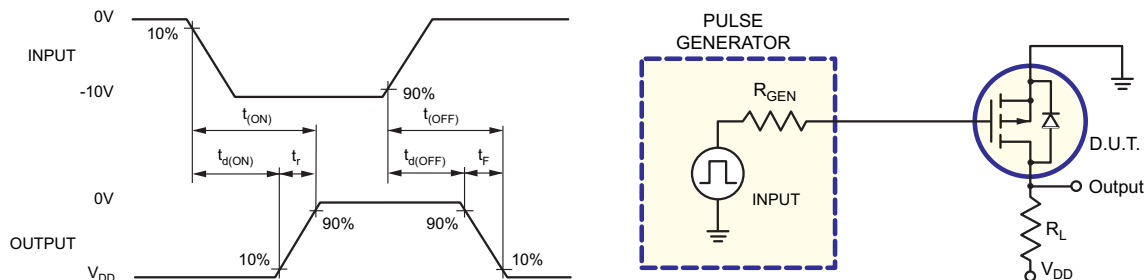 0V
10%
INPUT
-10V
90%
t(ON)
t(OFF)
td(ON)
tr
td(OFF)
tF
0V
90%
90%
OUTPUT
10%
10%
VDD
PULSE
GENERATOR
RGEN
INPUT
D.U.T.
Output
RL
VDD